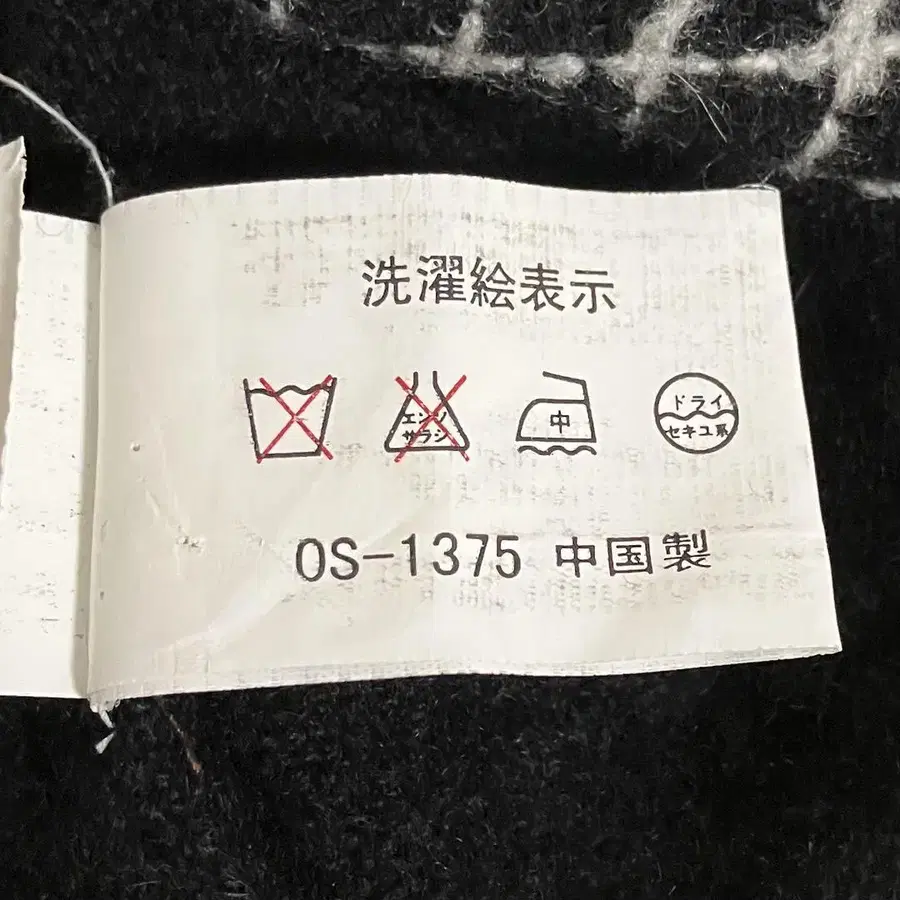 洗濯絵表示
エンソ
サラシ
中
ドライ
セキユ系
OS-1375 中国製